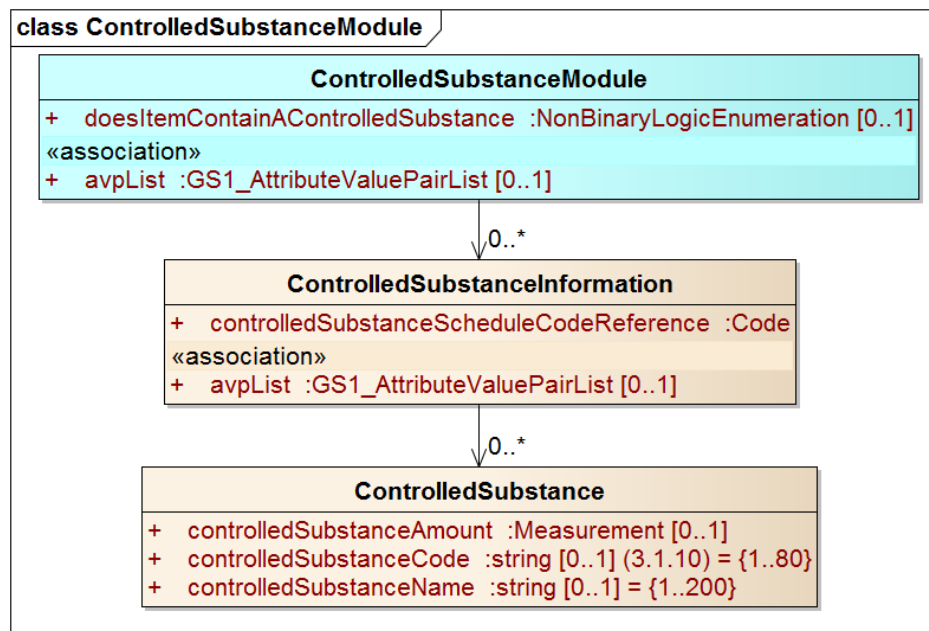 class ControlledSubstanceModule
ControlledSubstanceModule
+ doesItemContainAControlledSubstance :NonBinaryLogicEnumeration [0..1]
«association»
+ avpList :GS1_AttributeValuePairList [0..1]
0..*
ControlledSubstanceInformation
+ controlledSubstanceScheduleCodeReference :Code
«association»
+ avpList :GS1_AttributeValuePairList [0..1]
0..*
ControlledSubstance
+ controlledSubstanceAmount :Measurement [0..1]
+ controlledSubstanceCode :string [0..1] (3.1.10) = {1..80}
+ controlledSubstanceName :string [0..1] = {1..200}